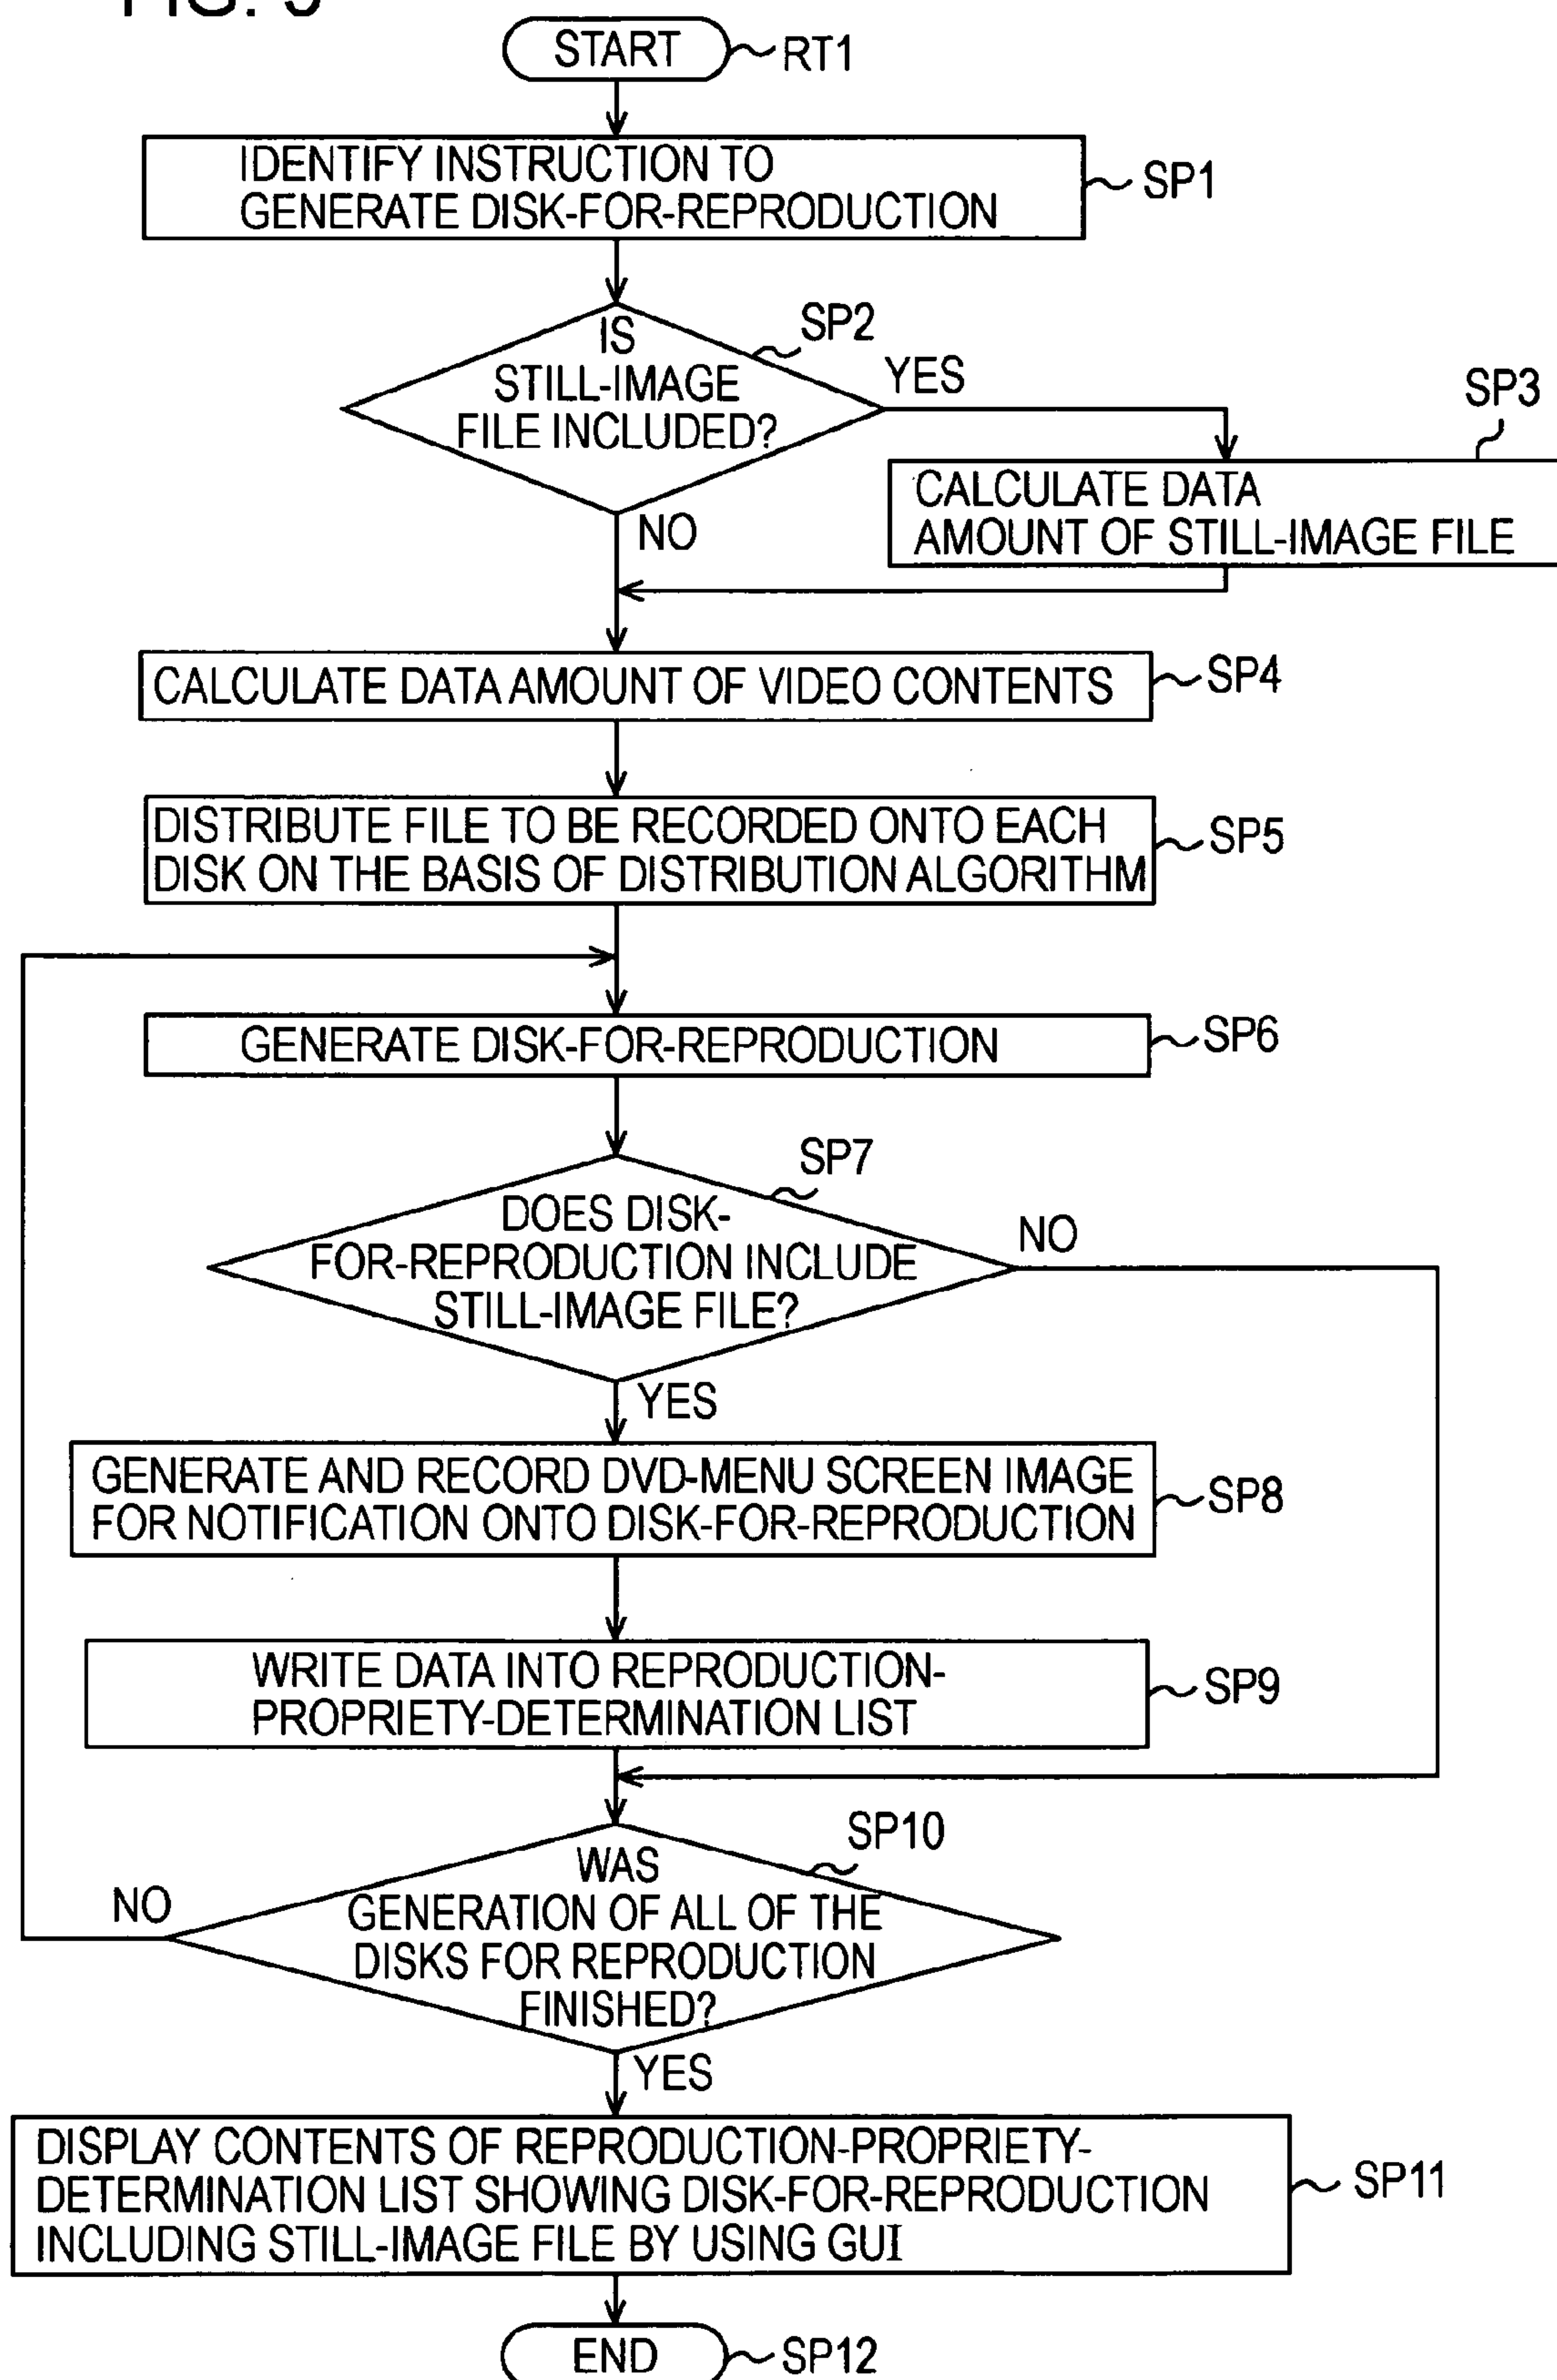 FIG. 9
START
RT1
IDENTIFY INSTRUCTION TO
GENERATE DISK-FOR-REPRODUCTION
SP1
SP2
IS
STILL-IMAGE
FILE INCLUDED?
YES
NO
SP3
CALCULATE DATA
AMOUNT OF STILL-IMAGE FILE
CALCULATE DATA AMOUNT OF VIDEO CONTENTS
SP4
DISTRIBUTE FILE TO BE RECORDED ONTO EACH
DISK ON THE BASIS OF DISTRIBUTION ALGORITHM
SP5
GENERATE DISK-FOR-REPRODUCTION
SP6
SP7
DOES DISK-
FOR-REPRODUCTION INCLUDE
STILL-IMAGE FILE?
NO
YES
GENERATE AND RECORD DVD-MENU SCREEN IMAGE
FOR NOTIFICATION ONTO DISK-FOR-REPRODUCTION
SP8
WRITE DATA INTO REPRODUCTION-
PROPRIETY-DETERMINATION LIST
SP9
SP10
WAS
GENERATION OF ALL OF THE
DISKS FOR REPRODUCTION
FINISHED?
NO
YES
DISPLAY CONTENTS OF REPRODUCTION-PROPRIETY-
DETERMINATION LIST SHOWING DISK-FOR-REPRODUCTION
INCLUDING STILL-IMAGE FILE BY USING GUI
SP11
END
SP12